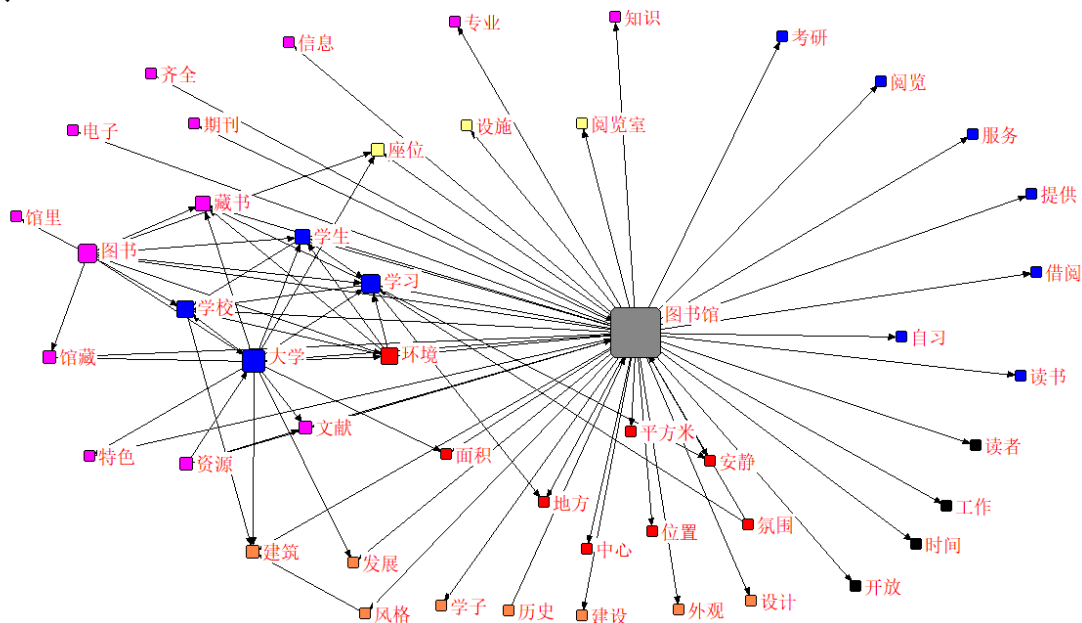 知识
专业
考研
信息
齐全
阅览
电子
期刊
设施
阅览室
服务
座位
提供
藏书
馆里
图书
学生
借阅
学习
学校
图书馆
自习
馆藏
大学
环境
读书
文献
平方米
读者
特色
资源
面积
安静
地方
工作
位置
氛围
时间
建筑
发展
中心
开放
风格
学子
历史
建设
外观
设计